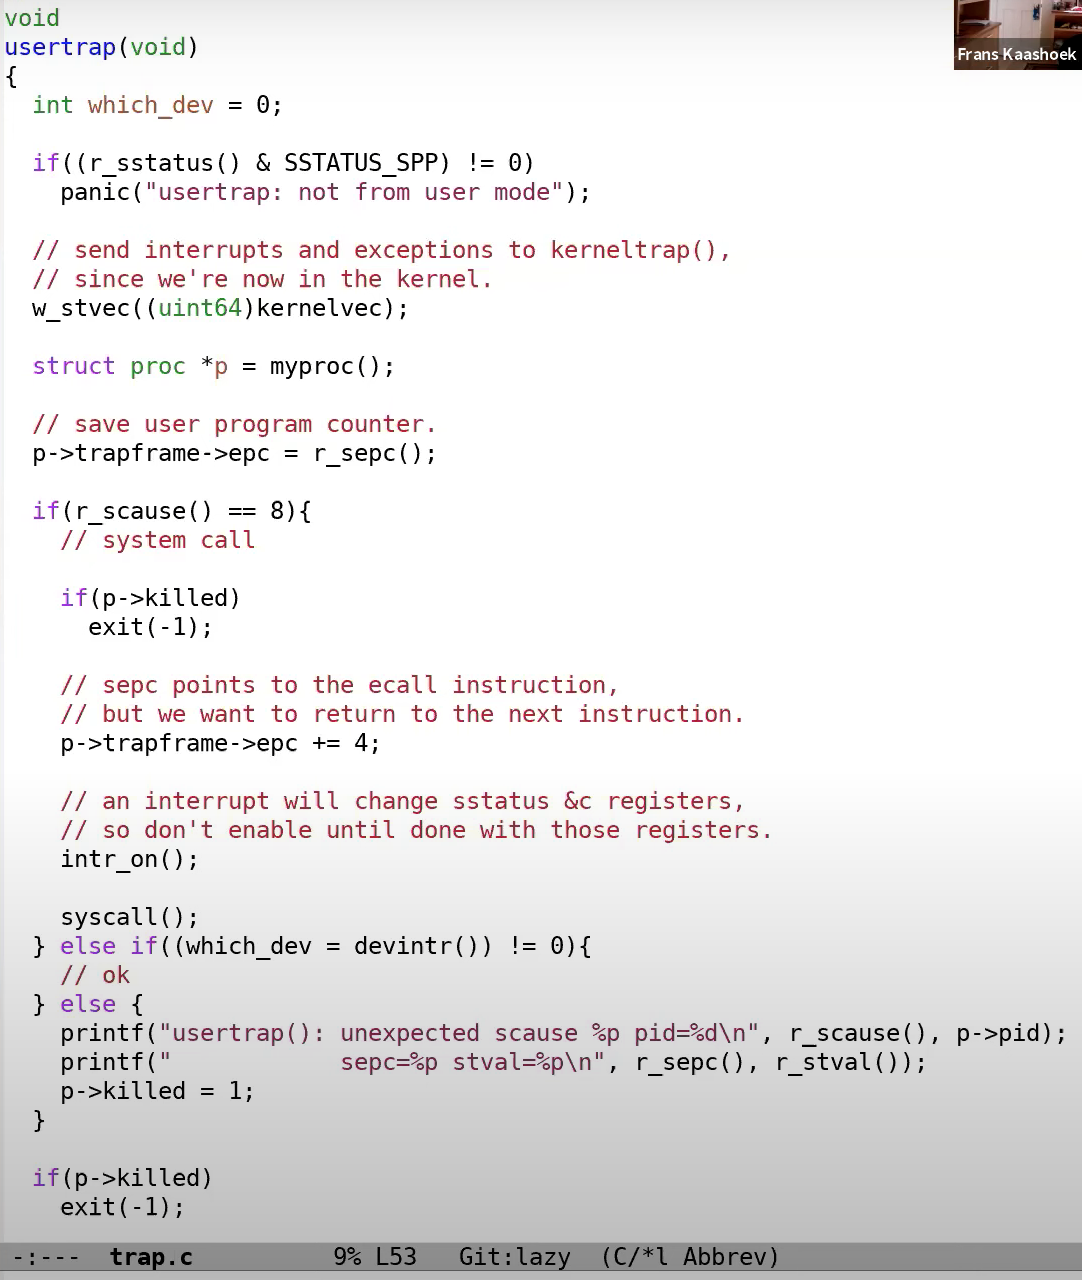 void
usertrap(void)
Frans Kaashoek
{
  int which_dev = 0;

  if((r_sstatus() & SSTATUS_SPP) != 0)
    panic("usertrap: not from user mode");

  // send interrupts and exceptions to kerneltrap(),
  // since we're now in the kernel.
  w_stvec((uint64)kernelvec);

  struct proc *p = myproc();

  // save user program counter.
  p->trapframe->epc = r_sepc();

  if(r_scause() == 8){
    // system call

    if(p->killed)
      exit(-1);

    // sepc points to the ecall instruction,
    // but we want to return to the next instruction.
    p->trapframe->epc += 4;

    // an interrupt will change sstatus &c registers,
    // so don't enable until done with those registers.
    intr_on();

    syscall();
  } else if((which_dev = devintr()) != 0){
    // ok
  } else {
    printf("usertrap(): unexpected scause %p pid=%d\n", r_scause(), p->pid);
    printf("            sepc=%p stval=%p\n", r_sepc(), r_stval());
    p->killed = 1;
  }

  if(p->killed)
    exit(-1);

-:---  trap.c          9% L53   Git:lazy  (C/*l Abbrev)